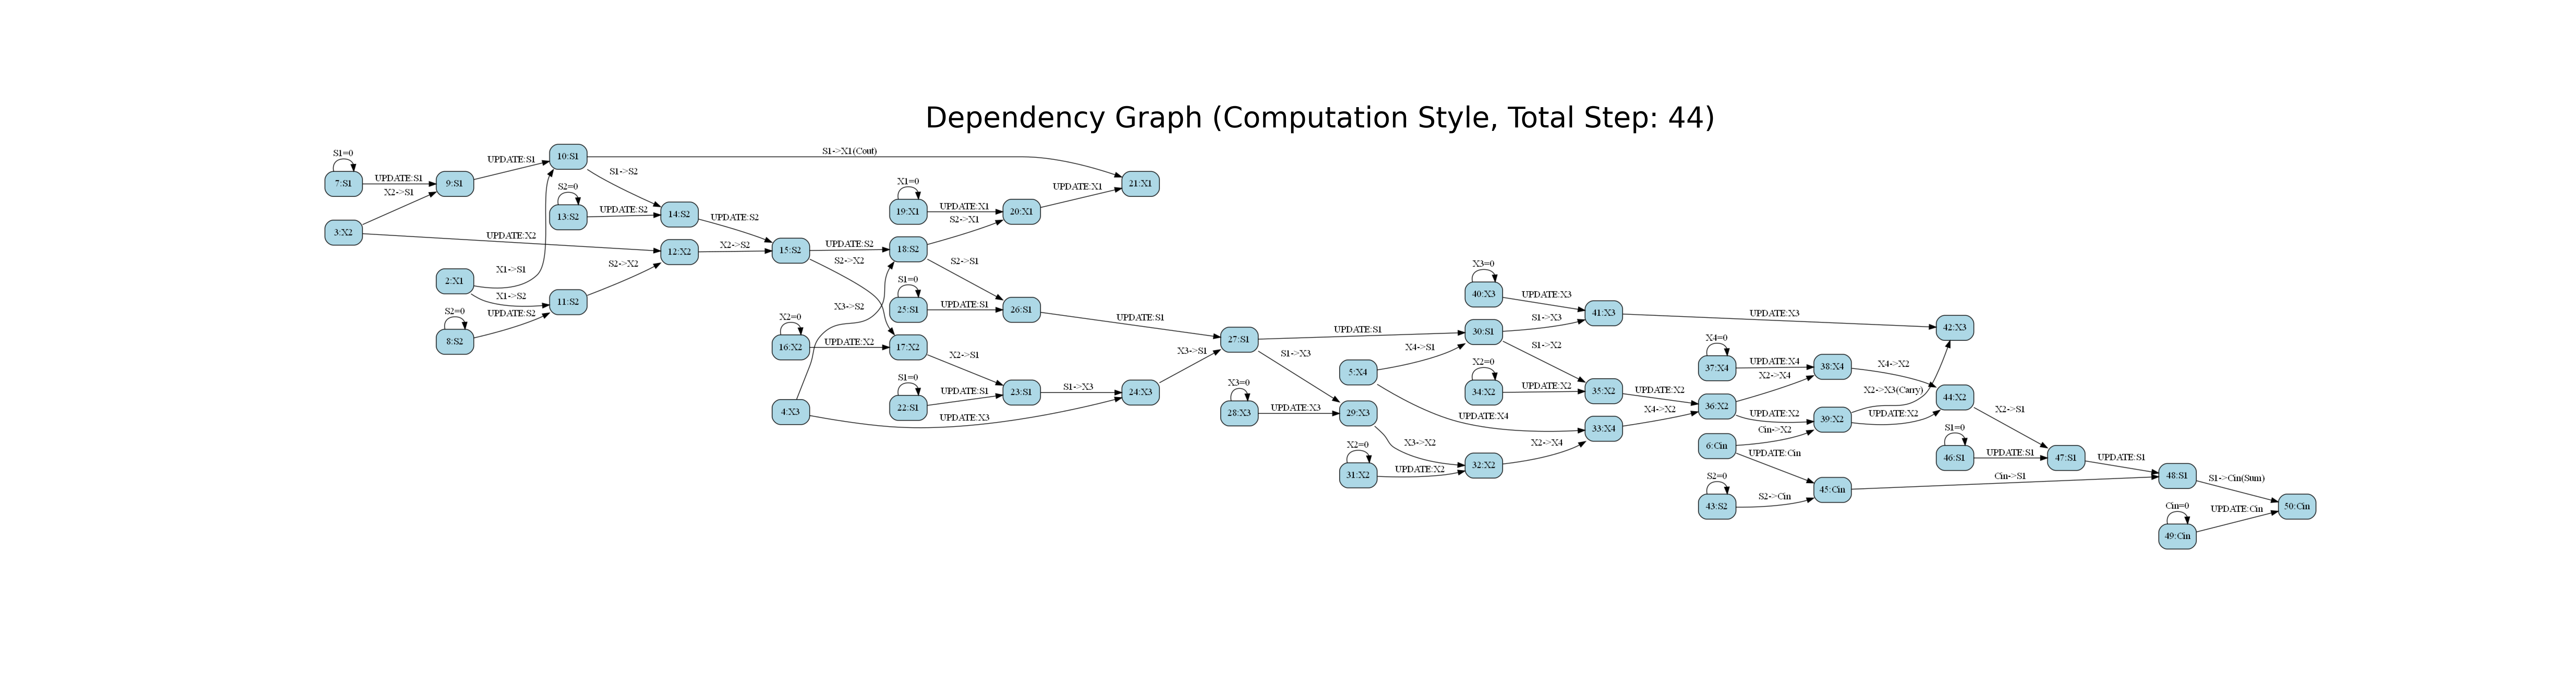 Dependency Graph (Computation Style, Total Step: 44)
S1=0
7:S1
UPDATE:S1
X2->S1
3:X2
9:S1
UPDATE:S1
10:S1
S1->X1(Cout)
S1->S2
S2=0
13:S2
UPDATE:S2
14:S2
UPDATE:S2
UPDATE:X2
12:X2
X2->S2
15:S2
S2->X2
2:X1
X1->S1
X1->S2
11:S2
S2=0
8:S2
UPDATE:S2
UPDATE:S2
S2->X2
18:S2
X1=0
19:X1
UPDATE:X1
S2->X1
20:X1
UPDATE:X1
21:X1
S2->S1
S1=0
25:S1
UPDATE:S1
26:S1
UPDATE:S1
X3->S2
X2=0
16:X2
UPDATE:X2
17:X2
X2->S1
S1=0
22:S1
UPDATE:S1
23:S1
S1->X3
24:X3
X3->S1
4:X3
UPDATE:X3
27:S1
UPDATE:S1
S1->X3
X3=0
28:X3
UPDATE:X3
29:X3
X3->X2
5:X4
X4->S1
UPDATE:X4
X2=0
31:X2
UPDATE:X2
32:X2
X2->X4
33:X4
X4->X2
X3=0
40:X3
UPDATE:X3
30:S1
S1->X3
41:X3
UPDATE:X3
42:X3
S1->X2
X2=0
34:X2
UPDATE:X2
35:X2
UPDATE:X2
36:X2
X2->X4
UPDATE:X2
X4=0
37:X4
UPDATE:X4
38:X4
X4->X2
X2->X3(Carry)
39:X2
UPDATE:X2
44:X2
X2->S1
6:Cin
Cin->X2
UPDATE:Cin
S2=0
43:S2
S2->Cin
45:Cin
Cin->S1
S1=0
46:S1
UPDATE:S1
47:S1
UPDATE:S1
48:S1
S1->Cin(Sum)
Cin=0
49:Cin
UPDATE:Cin
50:Cin